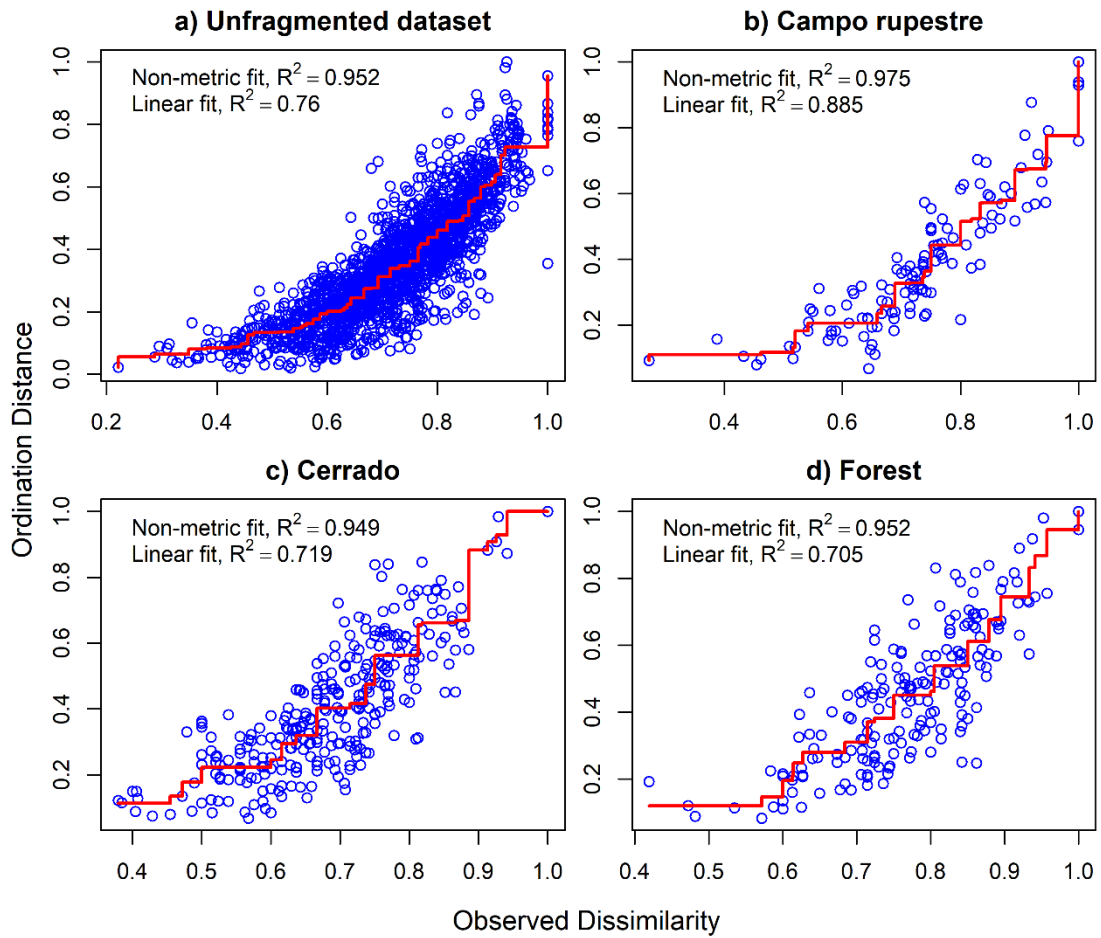 a) Unfragmented dataset
Non-metric fit, R² = 0.952
Linear fit, R² = 0.76
0.0 0.2 0.4 0.6 0.8 1.0
0.2 0.4 0.6 0.8 1.0
b) Campo rupestre
Non-metric fit, R² = 0.975
Linear fit, R² = 0.885
0.2 0.4 0.6 0.8 1.0
0.4 0.6 0.8 1.0
c) Cerrado
Non-metric fit, R² = 0.949
Linear fit, R² = 0.719
0.2 0.4 0.6 0.8 1.0
0.4 0.5 0.6 0.7 0.8 0.9 1.0
d) Forest
Non-metric fit, R² = 0.952
Linear fit, R² = 0.705
0.2 0.4 0.6 0.8 1.0
0.4 0.5 0.6 0.7 0.8 0.9 1.0
Ordination Distance
Observed Dissimilarity